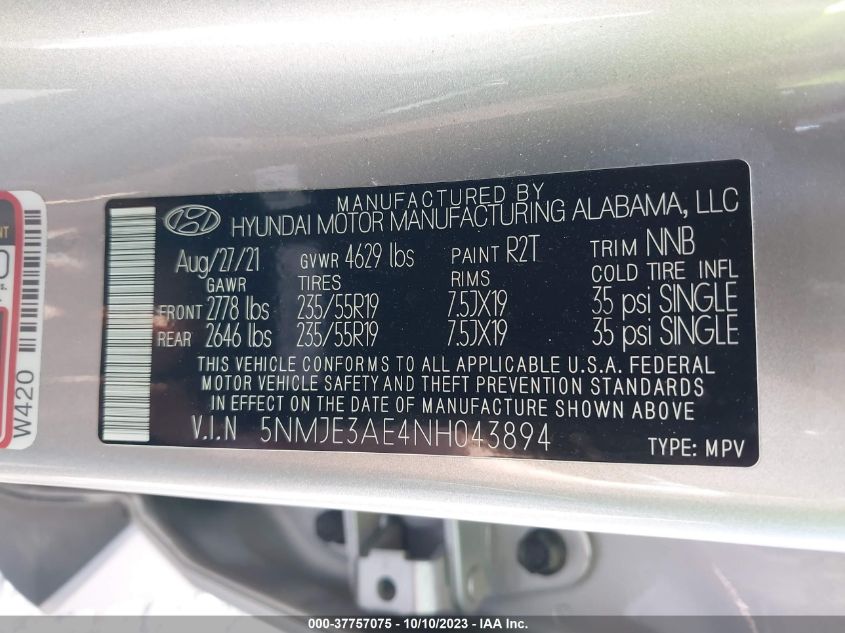 MANUFACTURED BY
HYUNDAI MOTOR MANUFACTURING ALABAMA, LLC
Aug/27/21 GVWR 4629 lbs PAINT R2T TRIM NNB
GAWR TIRES RIMS COLD TIRE INFL
FRONT 2778 lbs 235/55R19 7.5JX19 35 psi SINGLE
REAR 2646 lbs 235/55R19 7.5JX19 35 psi SINGLE
THIS VEHICLE CONFORMS TO ALL APPLICABLE U.S.A. FEDERAL
MOTOR VEHICLE SAFETY AND THEFT PREVENTION STANDARDS
IN EFFECT ON THE DATE OF MANUFACTURE SHOWN ABOVE.
V.I.N 5NMJE3AE4NH043894 TYPE: MPV
W420
000-37757075 - 10/10/2023 - IAA Inc.